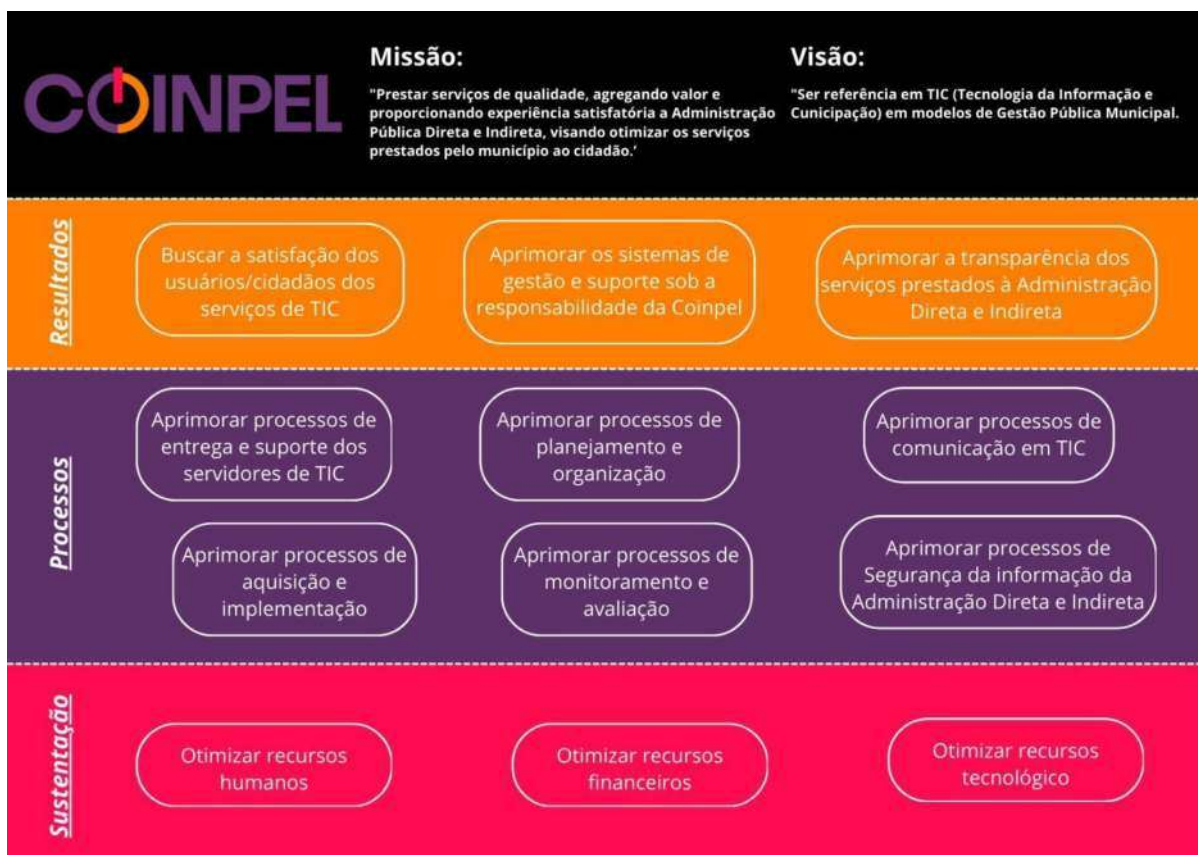 COINPEL
Missão:
"Prestar serviços de qualidade, agregando valor e
proporcionando experiência satisfatória a Administração
Pública Direta e Indireta, visando otimizar os serviços
prestados pelo município ao cidadão.'
Visão:
"Ser referência em TIC (Tecnologia da Informação e
Cunicipação) em modelos de Gestão Pública Municipal.
Resultados
Buscar a satisfação dos
usuários/cidadãos dos
serviços de TIC
Aprimorar os sistemas de
gestão e suporte sob a
responsabilidade da Coinpel
Aprimorar a transparência dos
serviços prestados à Administração
Direta e Indireta
Processos
Aprimorar processos de
entrega e suporte dos
servidores de TIC
Aprimorar processos de
planejamento e
organização
Aprimorar processos de
comunicação em TIC
Aprimorar processos de
aquisição e
implementação
Aprimorar processos de
monitoramento e
avaliação
Aprimorar processos de
Segurança da informação da
Administração Direta e Indireta
Sustentação
Otimizar recursos
humanos
Otimizar recursos
financeiros
Otimizar recursos
tecnológico